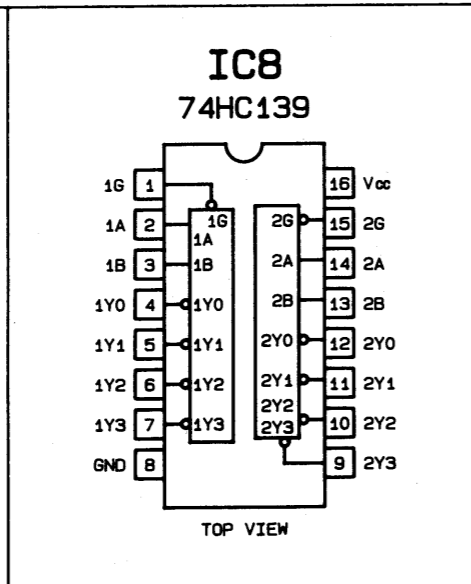 IC8
74HC139
1G 1 16 Vcc
1G 2G 15 2G
1A 2 1A 2A 14 2A
1B 3 1B 2B 13 2B
1Y0 4 1Y0 2Y0 12 2Y0
1Y1 5 1Y1 2Y1 11 2Y1
1Y2 6 1Y2 2Y2 10 2Y2
1Y3 7 1Y3 2Y3
GND 8 9 2Y3
TOP VIEW